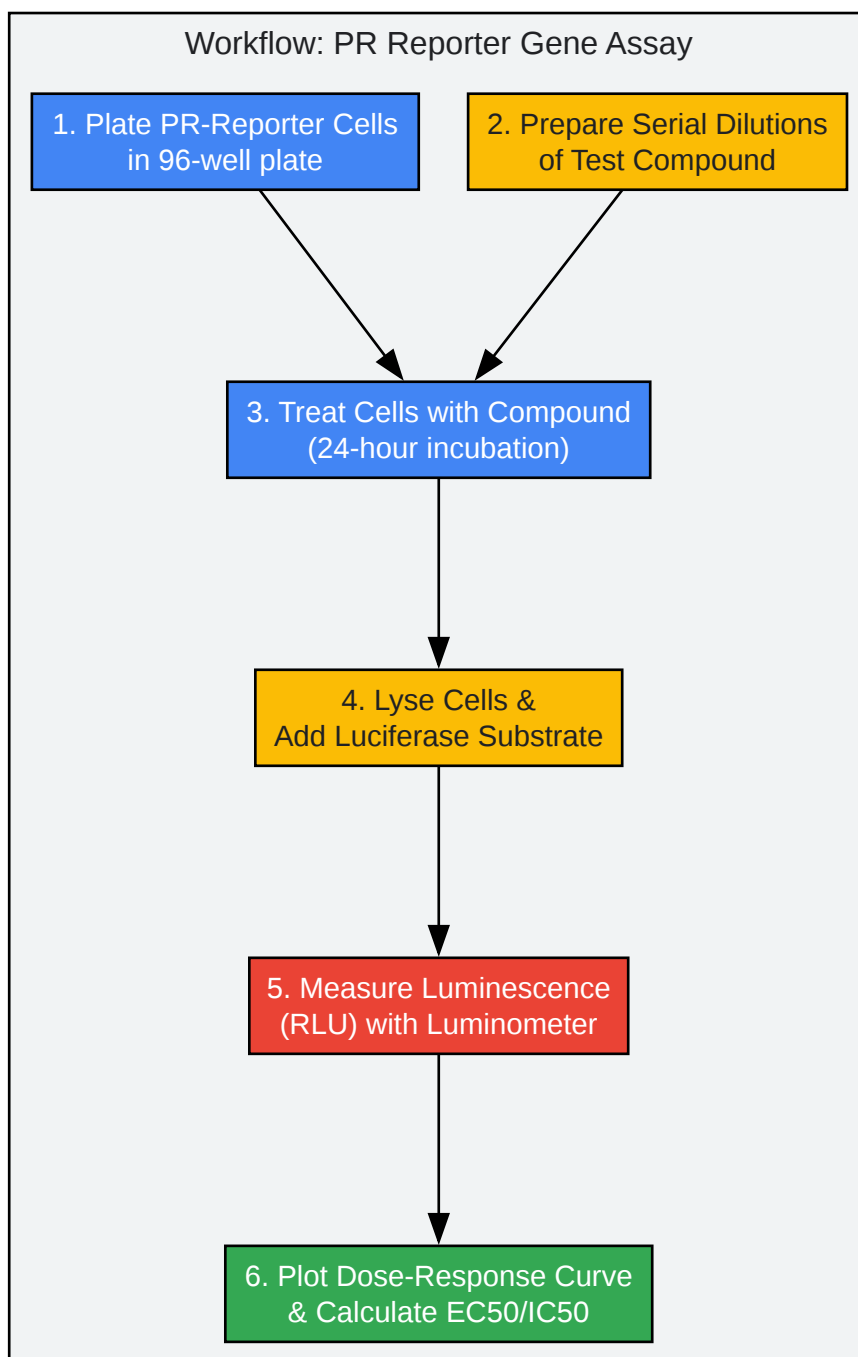 Workflow: PR Reporter Gene Assay
1. Plate PR-Reporter Cells
in 96-well plate
2. Prepare Serial Dilutions
of Test Compound
3. Treat Cells with Compound
(24-hour incubation)
4. Lyse Cells &
Add Luciferase Substrate
5. Measure Luminescence
(RLU) with Luminometer
6. Plot Dose-Response Curve
& Calculate EC50/IC50